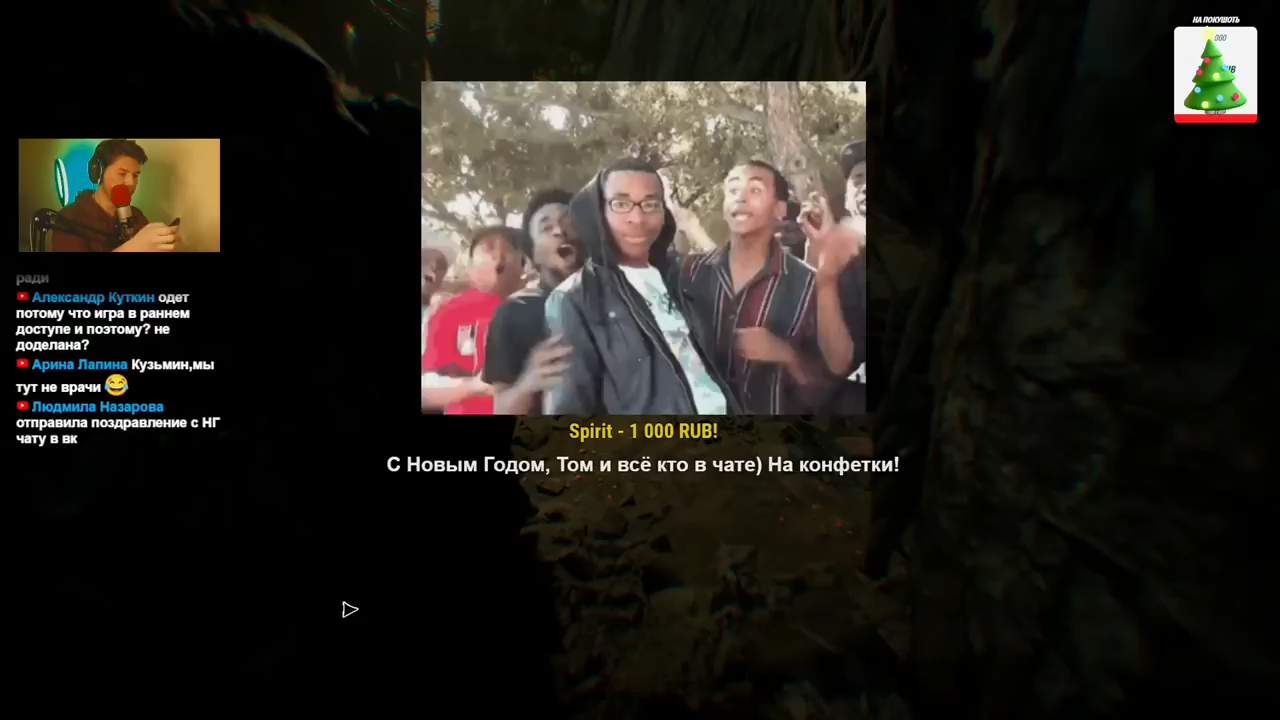 НА ПОКУШОТЬ
000
UB
ради
Александр Куткин одет
потому что игра в раннем
доступе и поэтому? не
доделана?
Арина Лапина Кузьмин,мы
тут не врачи 😂
Людмила Назарова
отправила поздравление с НГ
чату в вк
Spirit - 1 000 RUB!
С Новым Годом, Том и всё кто в чате) На конфетки!